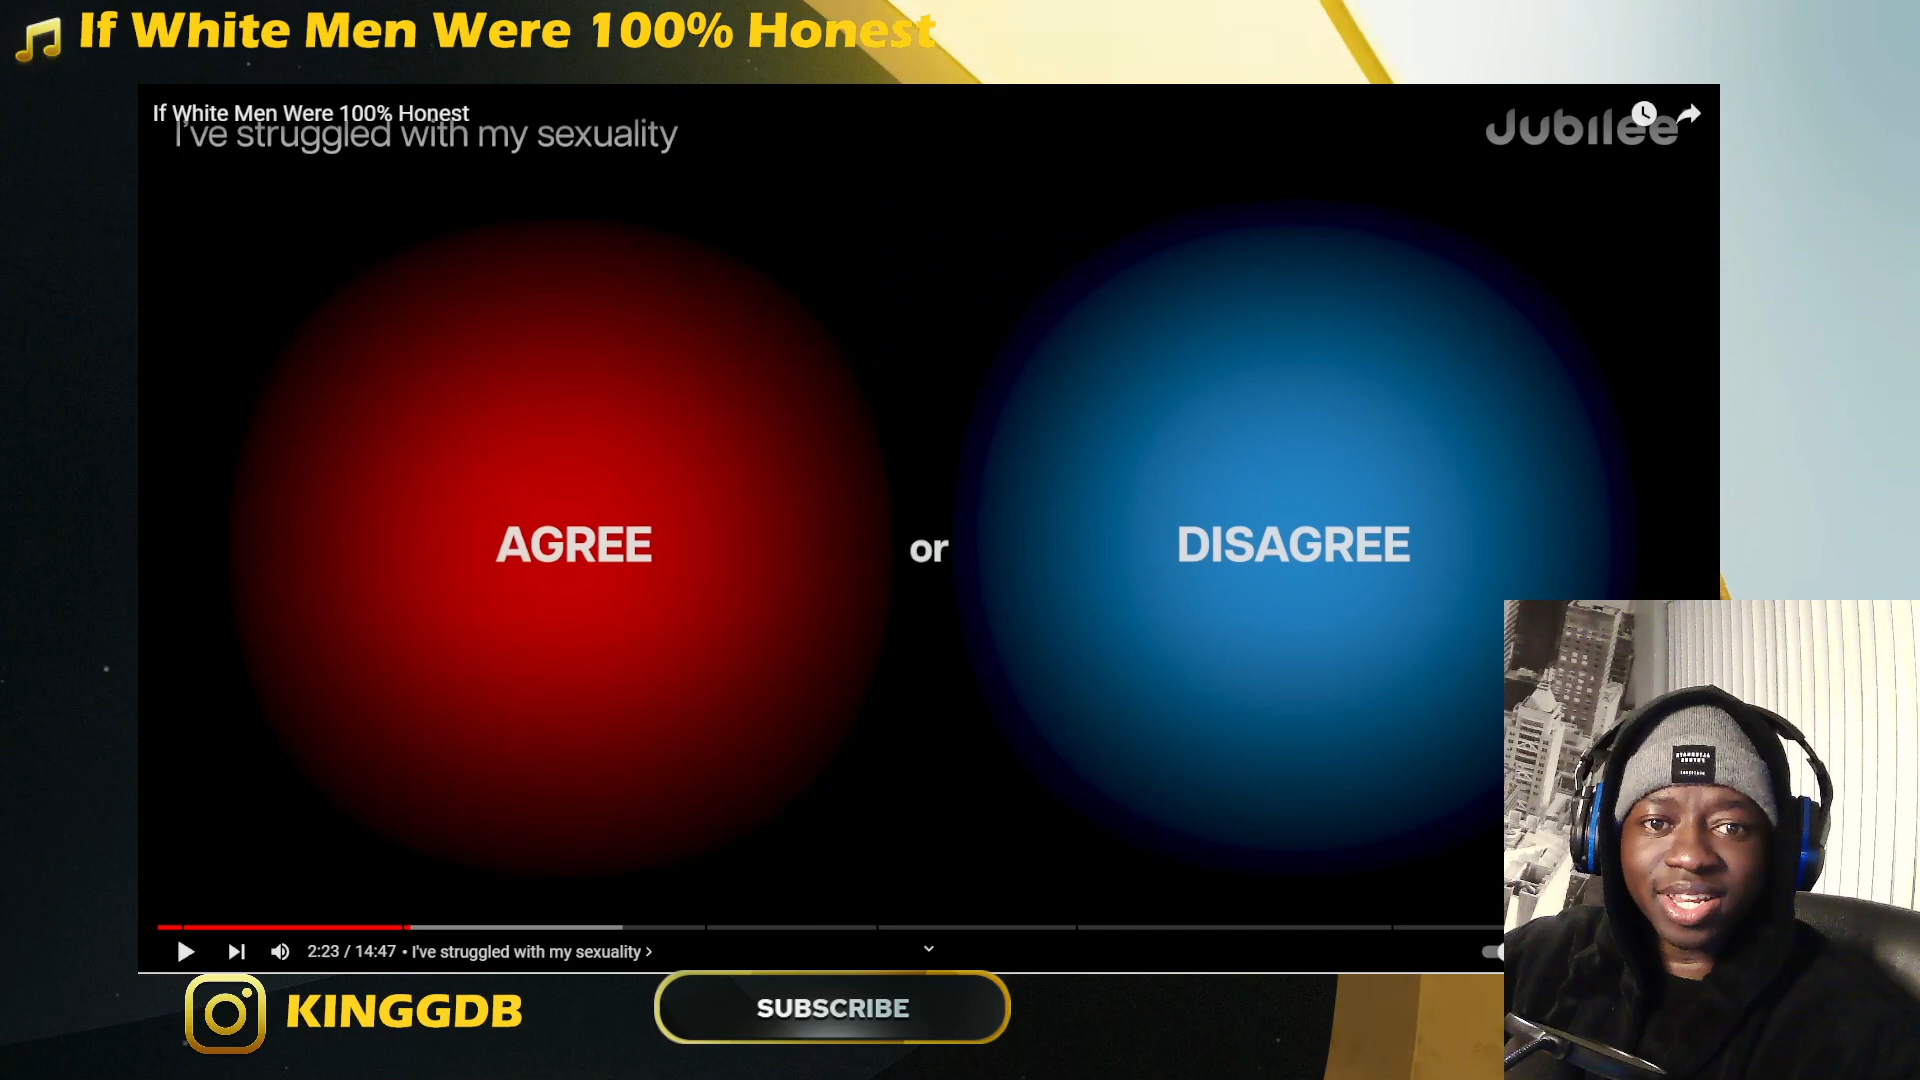 If White Men Were 100% Honest
If White Men Were 100% Honest
I've struggled with my sexuality
Jubilee
AGREE
or
DISAGREE
2:23 / 14:47 • I've struggled with my sexuality >
KINGGDB
SUBSCRIBE